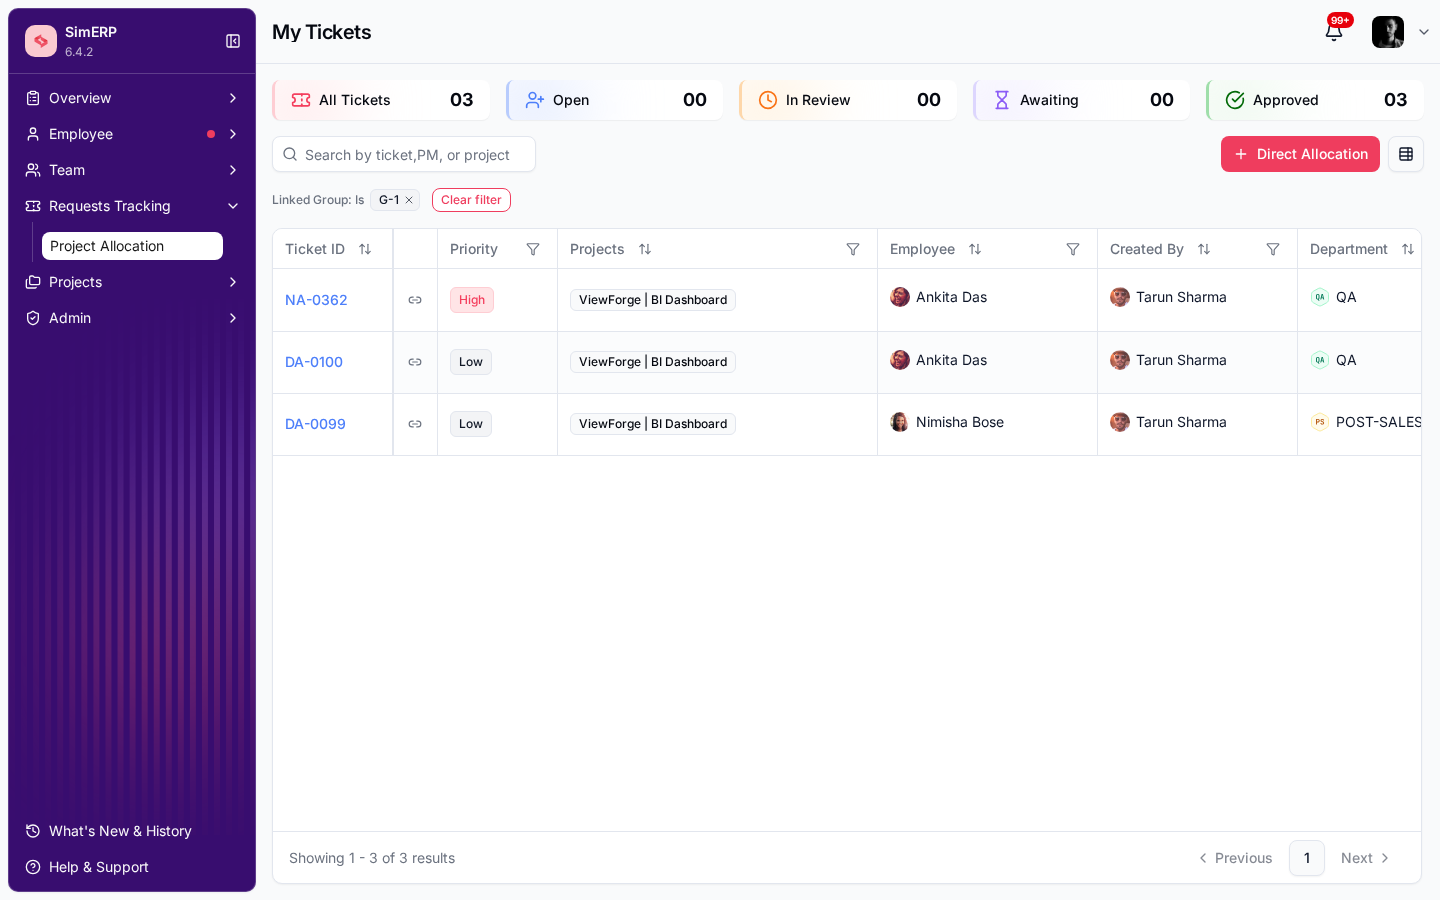 SimERP
6.4.2
Overview
Employee
Team
Requests Tracking
Project Allocation
Projects
Admin
What's New & History
Help & Support
My Tickets
99+
All Tickets 03
Open 00
In Review 00
Awaiting 00
Approved 03
Search by ticket,PM, or project
Direct Allocation
Linked Group: Is G-1 Clear filter
Ticket ID Priority Projects Employee Created By Department
NA-0362 High ViewForge | BI Dashboard Ankita Das Tarun Sharma QA QA
DA-0100 Low ViewForge | BI Dashboard Ankita Das Tarun Sharma QA QA
DA-0099 Low ViewForge | BI Dashboard Nimisha Bose Tarun Sharma PS POST-SALES
Showing 1 - 3 of 3 results
Previous 1 Next